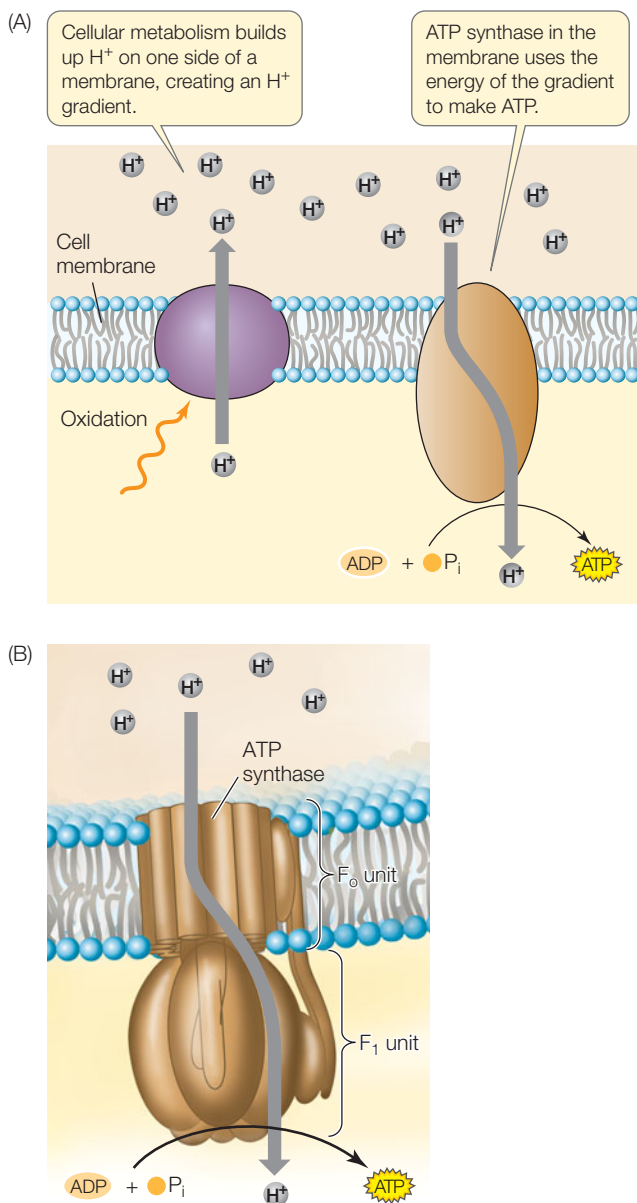 (A)
Cellular metabolism builds
up H⁺ on one side of a
membrane, creating an H⁺
gradient.
ATP synthase in the
membrane uses the
energy of the gradient
to make ATP.
H⁺ H⁺ H⁺ H⁺ H⁺ H⁺ H⁺ H⁺ H⁺ H⁺ H⁺ H⁺
Cell
membrane
Oxidation
H⁺
ADP + Pᵢ
H⁺
ATP
(B)
H⁺ H⁺ H⁺ H⁺ H⁺
ATP
synthase
Fₒ unit
F₁ unit
ADP + Pᵢ
H⁺
ATP